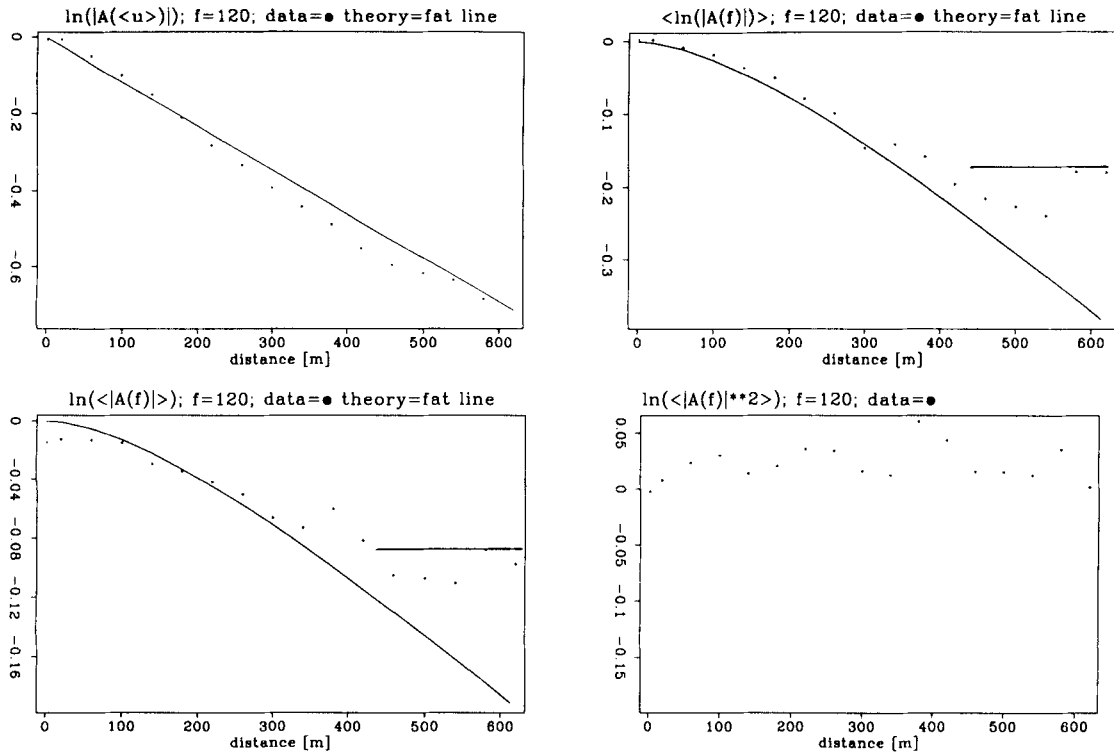 ln(|A(<u>)|); f=120; data=● theory=fat line
0
−0.2
−0.4
−0.6
0 100 200 300 400 500 600
distance [m]
<ln(|A(f)|)>; f=120; data=● theory=fat line
0
−0.1
−0.2
−0.3
0 100 200 300 400 500 600
distance [m]
ln(<|A(f)|>); f=120; data=● theory=fat line
0
−0.04
−0.08
−0.12
−0.16
0 100 200 300 400 500 600
distance [m]
ln(<|A(f)|**2>); f=120; data=●
0.05
0
−0.05
−0.1
−0.15
0 100 200 300 400 500 600
distance [m]